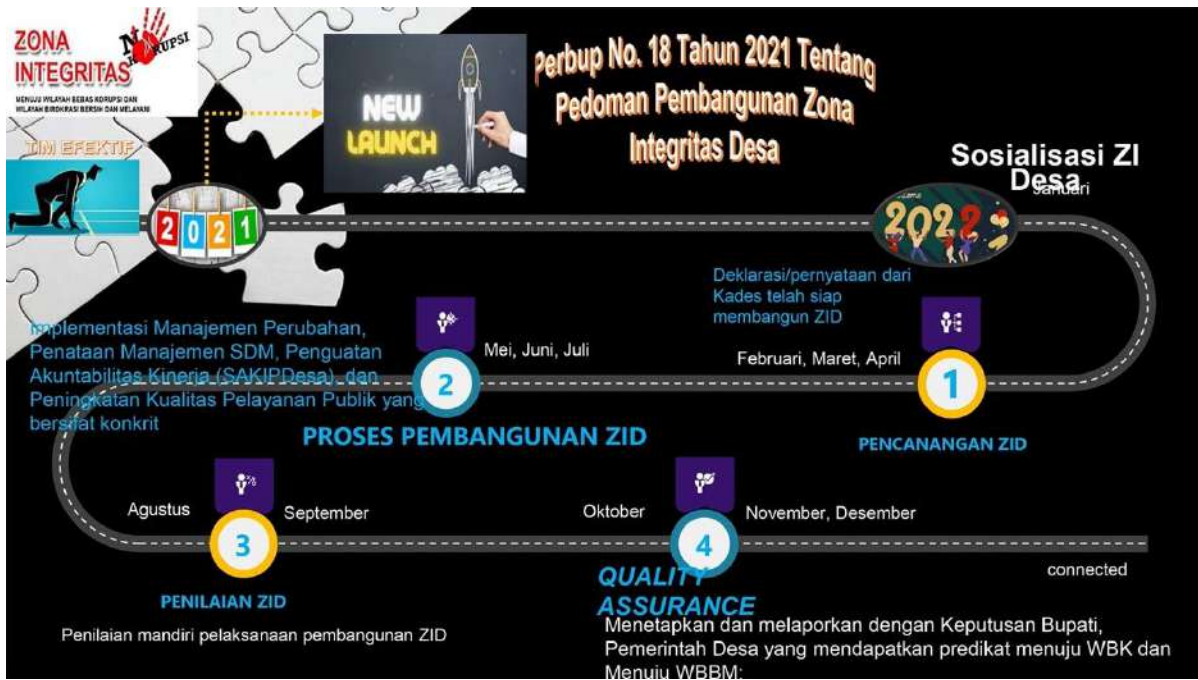 ZONA
INTEGRITAS
NO KORUPSI
MENUJU WILAYAH BEBAS KORUPSI DAN
WILAYAH BIROKRASI BERSIH DAN MELAYANI
TIM EFEKTIF
NEW
LAUNCH
Perbup No. 18 Tahun 2021 Tentang
Pedoman Pembangunan Zona
Integritas Desa
Sosialisasi ZI
Desa
Januari
2021
2022
Deklarasi/pernyataan dari
Kades telah siap
membangun ZID
Februari, Maret, April
1
PENCANANGAN ZID
Implementasi Manajemen Perubahan,
Penataan Manajemen SDM, Penguatan
Akuntabilitas Kinerja (SAKIPDesa), dan
Peningkatan Kualitas Pelayanan Publik yang
bersifat konkrit
Mei, Juni, Juli
2
PROSES PEMBANGUNAN ZID
Agustus
September
3
PENILAIAN ZID
Penilaian mandiri pelaksanaan pembangunan ZID
Oktober
November, Desember
4
QUALITY
ASSURANCE
connected
Menetapkan dan melaporkan dengan Keputusan Bupati,
Pemerintah Desa yang mendapatkan predikat menuju WBK dan
Menuju WBBM;